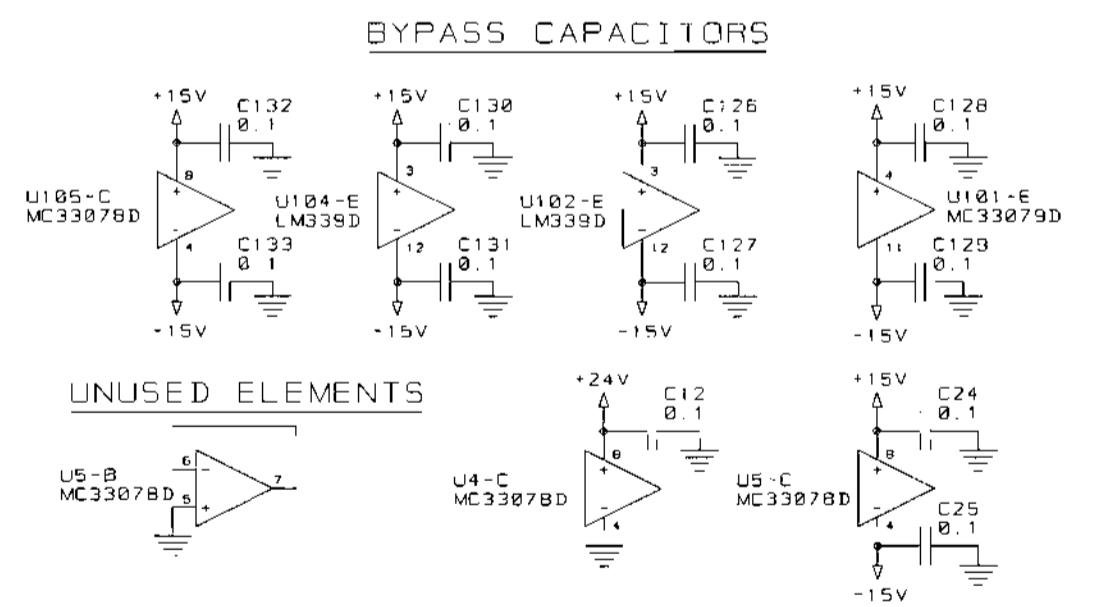 BYPASS CAPACITORS
+15V
C132
0.1
8
U105-C
MC33078D
4
C133
0.1
-15V
+15V
C130
0.1
3
U104-E
LM339D
12
C131
0.1
-15V
+15V
C126
0.1
3
U102-E
LM339D
12
C127
0.1
-15V
+15V
C128
0.1
4
U101-E
MC33079D
11
C129
0.1
-15V
UNUSED ELEMENTS
U5-B
MC33078D
6
5
7
+24V
C12
0.1
8
U4-C
MC33078D
4
+15V
C24
0.1
8
U5-C
MC33078D
4
C25
0.1
-15V